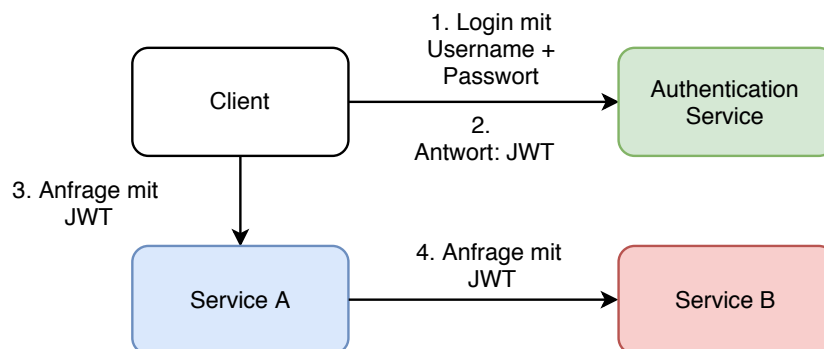 1. Login mit
Username +
Passwort
Client
Authentication
Service
2.
Antwort: JWT
3. Anfrage mit
JWT
4. Anfrage mit
JWT
Service A
Service B